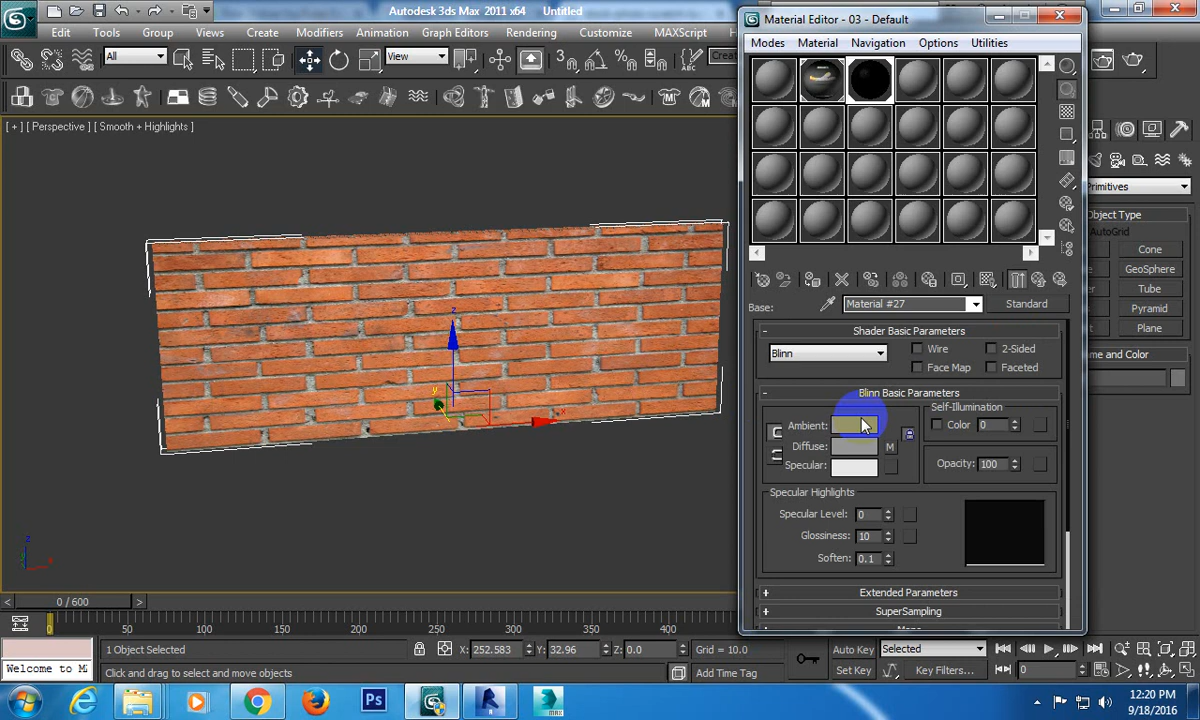 Autodesk 3ds Max 2011 x64 Untitled
Edit Tools Group Views Create Modifiers Animation Graph Editors Rendering Customize MAXScript
All
View
[ + ] [ Perspective ] [ Smooth + Highlights ]
z
y
x
Material Editor - 03 - Default
Modes Material Navigation Options Utilities
Base: Material #27 Standard
Shader Basic Parameters
Blinn
Wire 2-Sided
Face Map Faceted
Blinn Basic Parameters
Ambient:
Diffuse: M
Specular:
Self-Illumination
Color 0
Opacity: 100
Specular Highlights
Specular Level: 0
Glossiness: 10
Soften: 0.1
Extended Parameters
SuperSampling
Primitives
Object Type
AutoGrid
Cone
GeoSphere
Tube
Pyramid
Plane
me and Color
0 / 600
0 50 100 150 200 250 300 350 400
1 Object Selected X: 252.583 Y: 32.96 Z: 0.0 Grid = 10.0 Auto Key Selected
Welcome to M Click and drag to select and move objects Add Time Tag Set Key Key Filters... 0
Ps
12:20 PM
9/18/2016